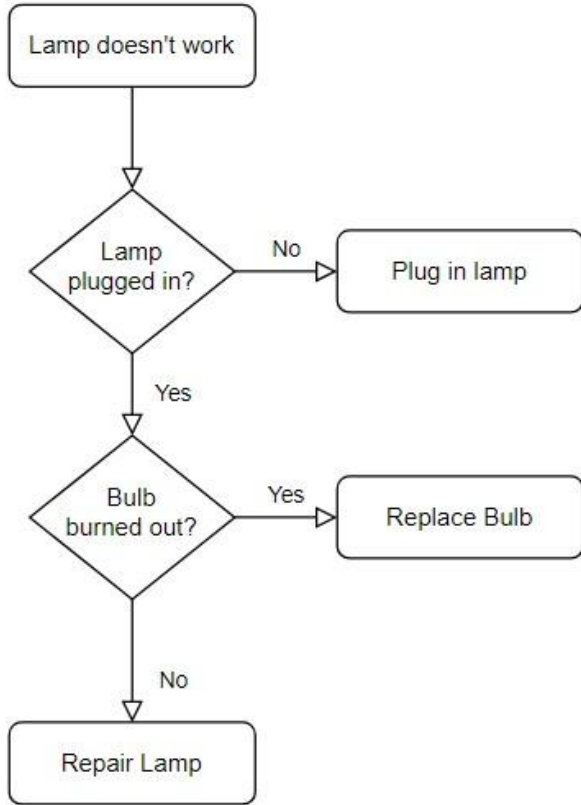 Lamp doesn't work
Lamp
plugged in?
No
Plug in lamp
Yes
Bulb
burned out?
Yes
Replace Bulb
No
Repair Lamp